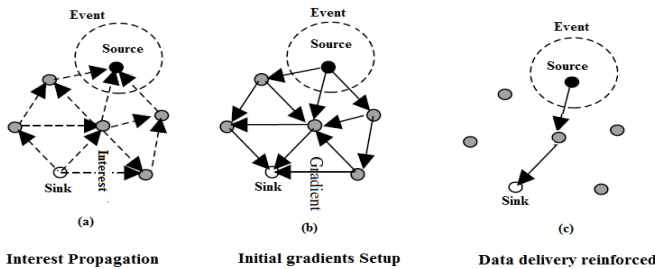 Event
Source
Interest
Sink
(a)
Interest Propagation
Event
Source
Gradient
Sink
(b)
Initial gradients Setup
Event
Source
Sink
(c)
Data delivery reinforced